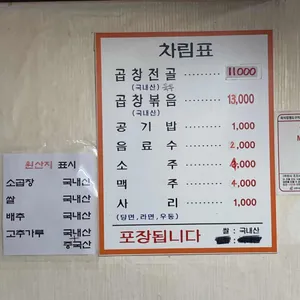 차림표
곱창전골 ········ 11000
(국내산)
곱창볶음 ········ 13,000
(국내산)
공기밥 ········ 1,000
음료수 ········ 2,000
소주 ········ 4,000
맥주 ········ 4,000
사리 ········ 1,000
(당면,라면,우동)
포장됩니다
쌀 : 국내산
원산지 표시
소곱창 국내산
쌀 국내산
배추 국내산
고추가루 국내산
중국산